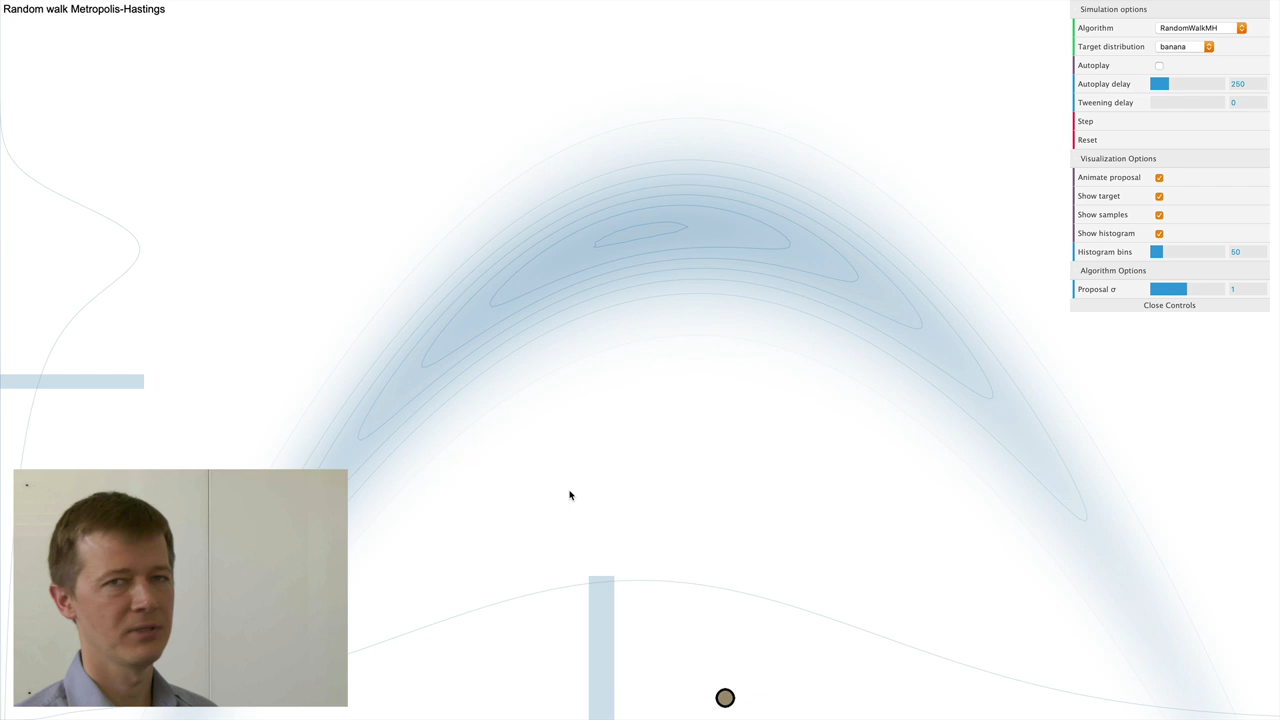 Random walk Metropolis-Hastings
Simulation options
Algorithm RandomWalkMH
Target distribution banana
Autoplay
Autoplay delay 250
Tweening delay 0
Step
Reset
Visualization Options
Animate proposal
Show target
Show samples
Show histogram
Histogram bins 50
Algorithm Options
Proposal σ 1
Close Controls